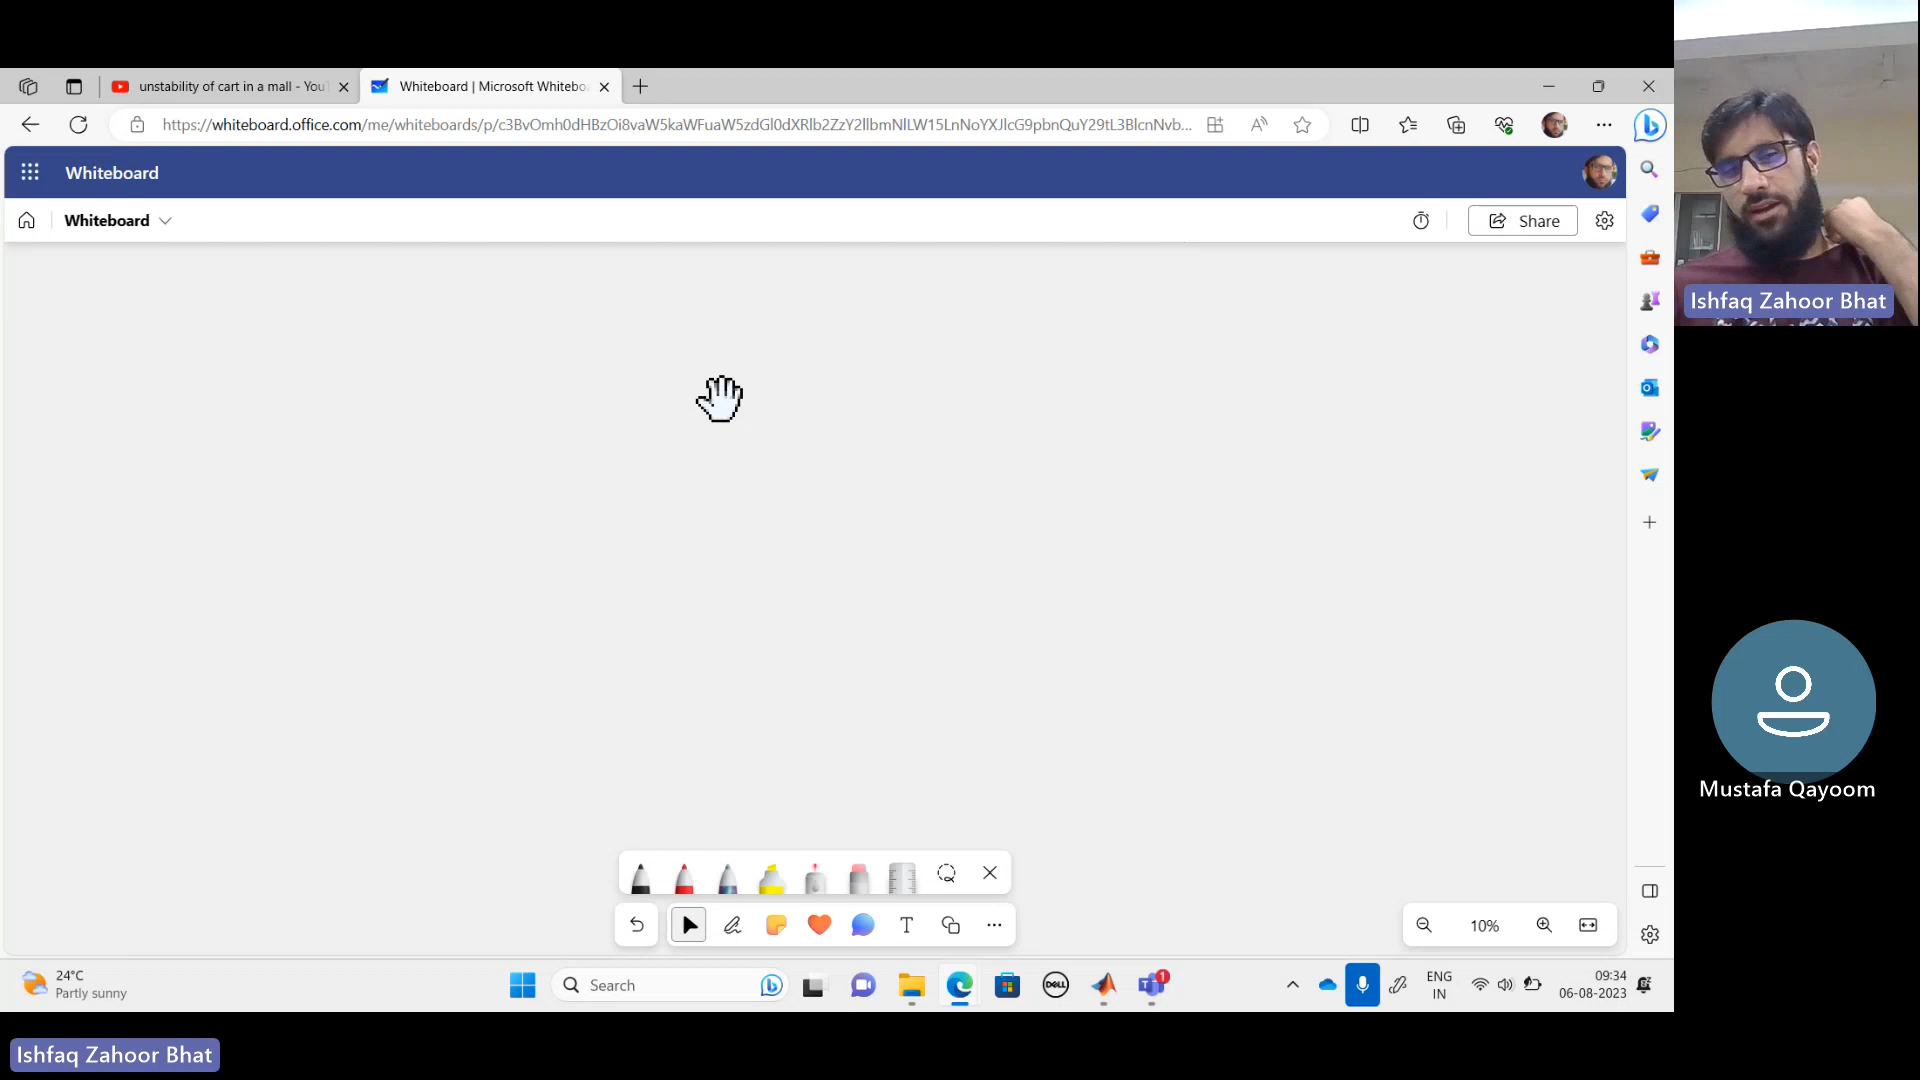 unstability of cart in a mall - You
Whiteboard | Microsoft Whitebo
https://whiteboard.office.com/me/whiteboards/p/
Whiteboard
Whiteboard
Share
Ishfaq Zahoor Bhat
Mustafa Qayoom
T
10%
24°C
Partly sunny
Search
DELL
1
ENG
IN
09:34
06-08-2023
Ishfaq Zahoor Bhat